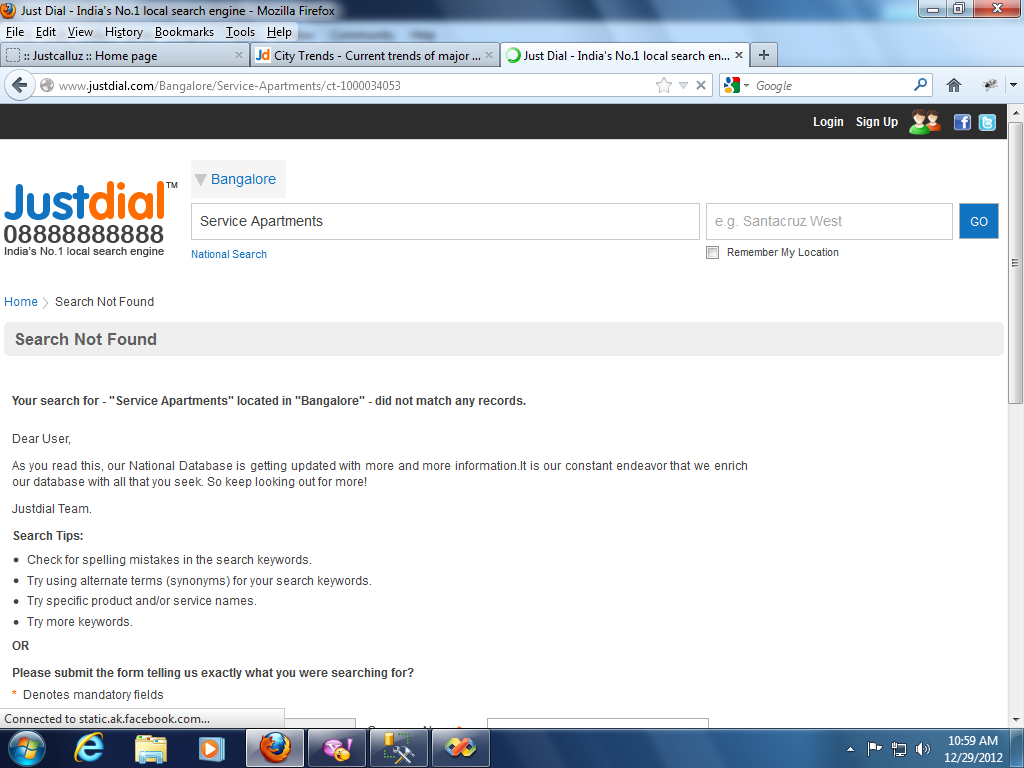 Just Dial - India's No.1 local search engine - Mozilla Firefox
File Edit View History Bookmarks Tools Help
:: Justcalluz :: Home page
Jd City Trends - Current trends of major ...
Just Dial - India's No.1 local search en...
www.justdial.com/Bangalore/Service-Apartments/ct-1000034053
Google
Login Sign Up
Bangalore
Justdial™
08888888888
India's No.1 local search engine
Service Apartments
e.g. Santacruz West
GO
National Search
Remember My Location
Home Search Not Found
Search Not Found
Your search for - "Service Apartments" located in "Bangalore" - did not match any records.
Dear User,
As you read this, our National Database is getting updated with more and more information.It is our constant endeavor that we enrich
our database with all that you seek. So keep looking out for more!
Justdial Team.
Search Tips:
Check for spelling mistakes in the search keywords.
Try using alternate terms (synonyms) for your search keywords.
Try specific product and/or service names.
Try more keywords.
OR
Please submit the form telling us exactly what you were searching for?
* Denotes mandatory fields
Connected to static.ak.facebook.com...
10:59 AM
12/29/2012